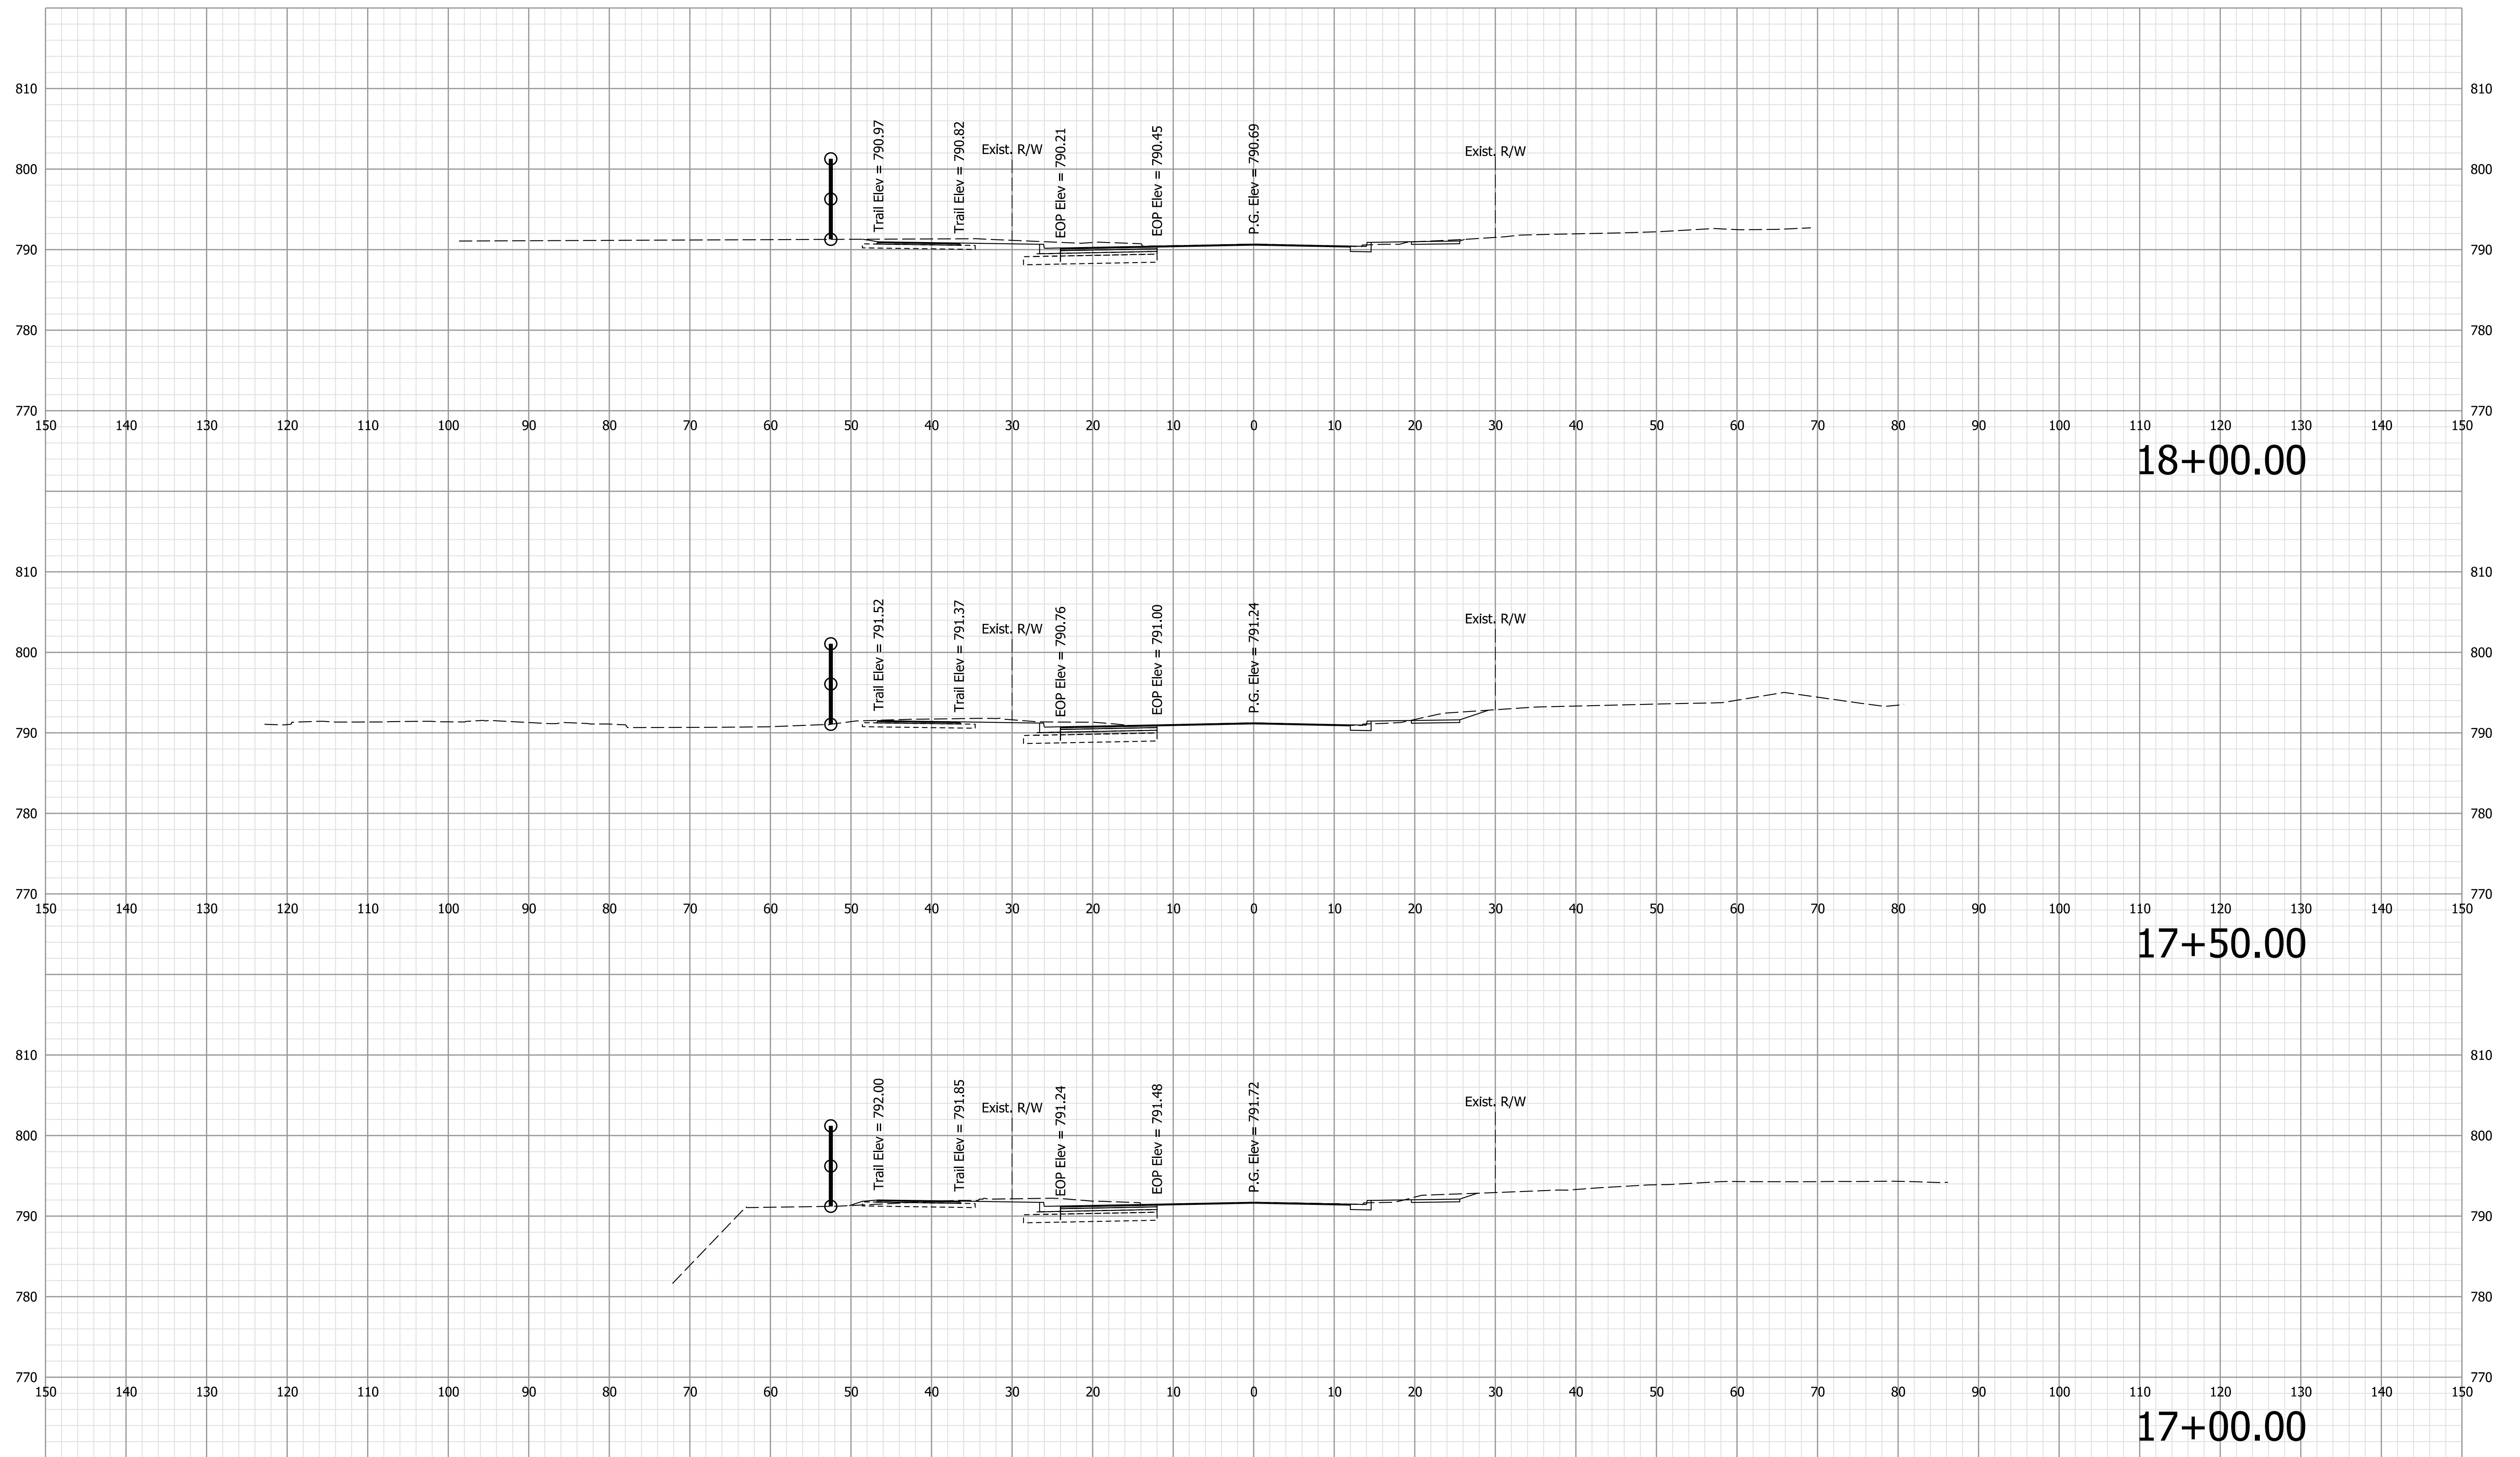 810 810
Trail Elev = 790.97
Trail Elev = 790.82
Exist. R/W
EOP Elev = 790.21
EOP Elev = 790.45
P.G. Elev = 790.69
Exist. R/W
800 800
790 790
780 780
770 770
150 140 130 120 110 100 90 80 70 60 50 40 30 20 10 0 10 20 30 40 50 60 70 80 90 100 110 120 130 140 150
18+00.00
810 810
Trail Elev = 791.52
Trail Elev = 791.37
Exist. R/W
EOP Elev = 790.76
EOP Elev = 791.00
P.G. Elev = 791.24
Exist. R/W
800 800
790 790
780 780
770 770
150 140 130 120 110 100 90 80 70 60 50 40 30 20 10 0 10 20 30 40 50 60 70 80 90 100 110 120 130 140 150
17+50.00
810 810
Trail Elev = 792.00
Trail Elev = 791.85
Exist. R/W
EOP Elev = 791.24
EOP Elev = 791.48
P.G. Elev = 791.72
Exist. R/W
800 800
790 790
780 780
770 770
150 140 130 120 110 100 90 80 70 60 50 40 30 20 10 0 10 20 30 40 50 60 70 80 90 100 110 120 130 140 150
17+00.00